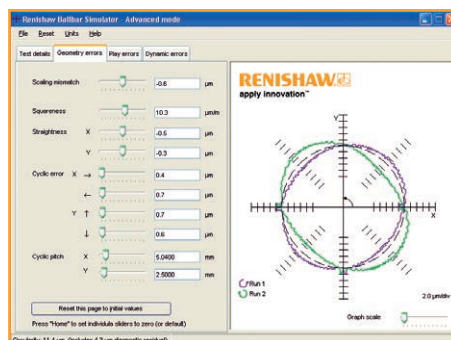 Renishaw Ballbar Simulator - Advanced mode
File Reset Units Help
Test details Geometry errors Play errors Dynamic errors
Scaling mismatch -0.6 µm
Squareness 10.3 µm/m
Straightness X -0.5 µm
Y -0.3 µm
Cyclic error X → 0.4 µm
← 0.7 µm
Y ↑ 0.7 µm
↓ 0.6 µm
Cyclic pitch X 5.0400 mm
Y 2.5000 mm
Reset this page to initial values
Press "Home" to set individula sliders to zero (or default)
RENISHAW
apply innovation™
Y
X
Run 1
Run 2
2.0 µm/div
Graph scale